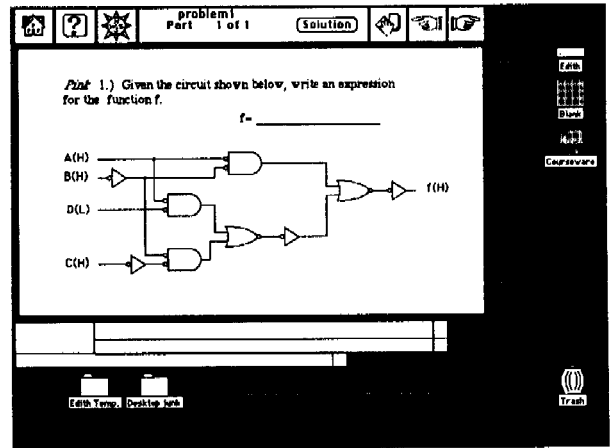 problem1
Part 1 of 1
Solution
1.) Given the circuit shown below, write an expression
for the function f.
f=
A(H)
B(H)
D(L)
C(H)
f(H)
Edith
Blank
Courseware
Edith Temp.
Desktop Junk
Trash